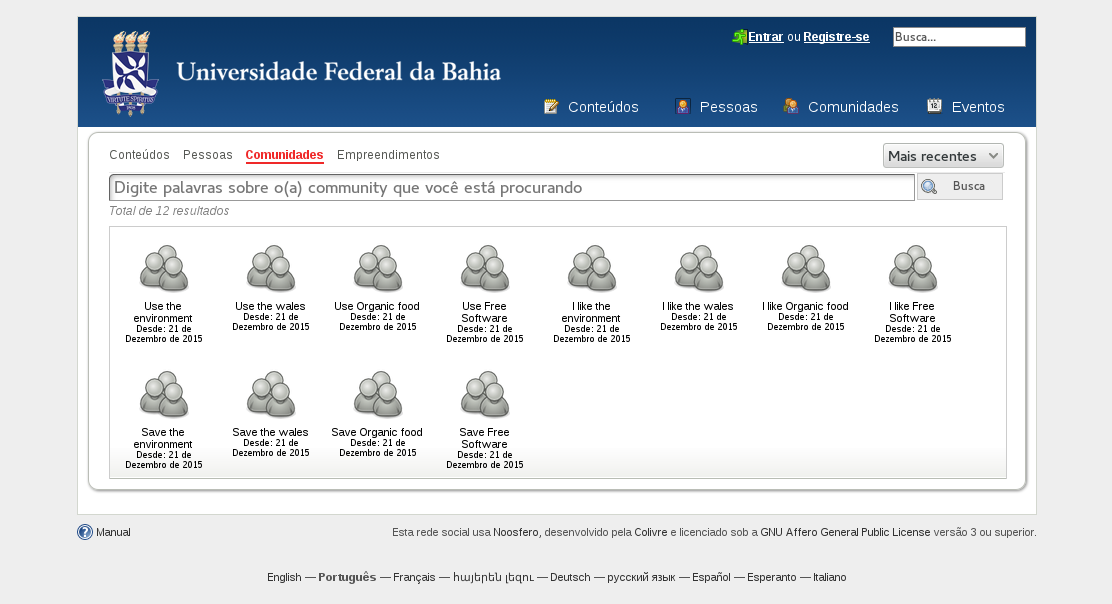 Entrar ou Registre-se
Busca...
Universidade Federal da Bahia
VIRTUTE SPIRITUS
Conteúdos Pessoas 12 Comunidades Eventos
Conteúdos Pessoas Comunidades Empreendimentos
Mais recentes
Digite palavras sobre o(a) community que você está procurando
Busca
Total de 12 resultados
Use the environment
Desde: 21 de Dezembro de 2015
Use the wales
Desde: 21 de Dezembro de 2015
Use Organic food
Desde: 21 de Dezembro de 2015
Use Free Software
Desde: 21 de Dezembro de 2015
I like the environment
Desde: 21 de Dezembro de 2015
I like the wales
Desde: 21 de Dezembro de 2015
I like Organic food
Desde: 21 de Dezembro de 2015
I like Free Software
Desde: 21 de Dezembro de 2015
Save the environment
Desde: 21 de Dezembro de 2015
Save the wales
Desde: 21 de Dezembro de 2015
Save Organic food
Desde: 21 de Dezembro de 2015
Save Free Software
Desde: 21 de Dezembro de 2015
Manual
Esta rede social usa Noosfero, desenvolvido pela Colivre e licenciado sob a GNU Affero General Public License versão 3 ou superior.
English — Português — Français — հայերեն լեզու — Deutsch — русский язык — Español — Esperanto — Italiano